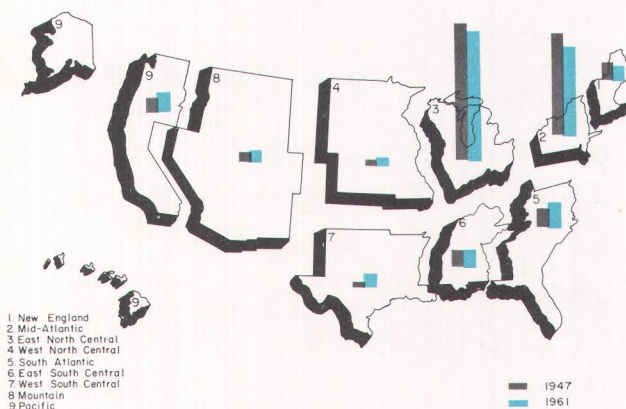 9
9
8
4
3
2
1
5
6
7
9
1. New England
2. Mid-Atlantic
3 East North Central
4 West North Central
5. South Atlantic
6. East South Central
7. West South Central
8 Mountain
9 Pacific
1947
1961